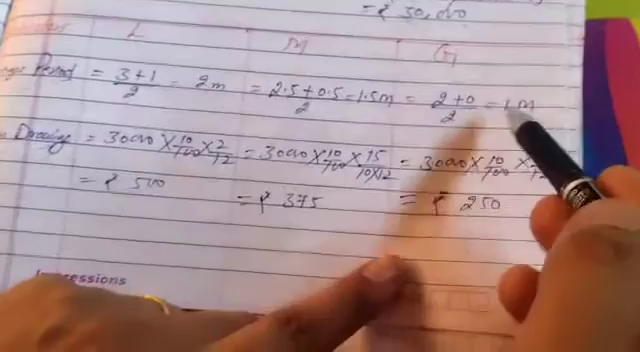 = ₹ 30,000
L M G
Period = 3+1/2 = 2m = 2.5+0.5/2 = 1.5m = 2+0/2 = 1m
Drawing = 3000×10/100×2/12 = 3000×10/100×15/10×12 = 3000×10/100×
= ₹ 500 = ₹ 375 = ₹ 250
Impressions